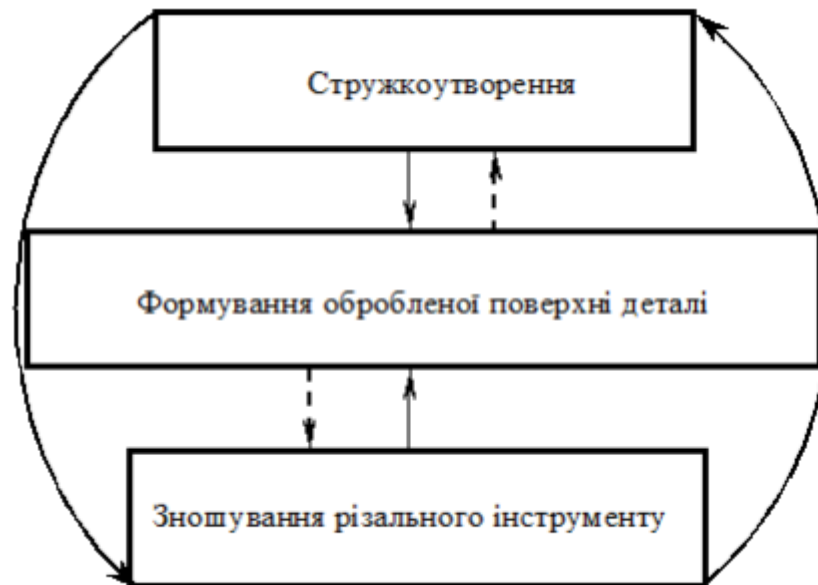 Стружкоутворення
Формування обробленої поверхні деталі
Зношування різального інструменту